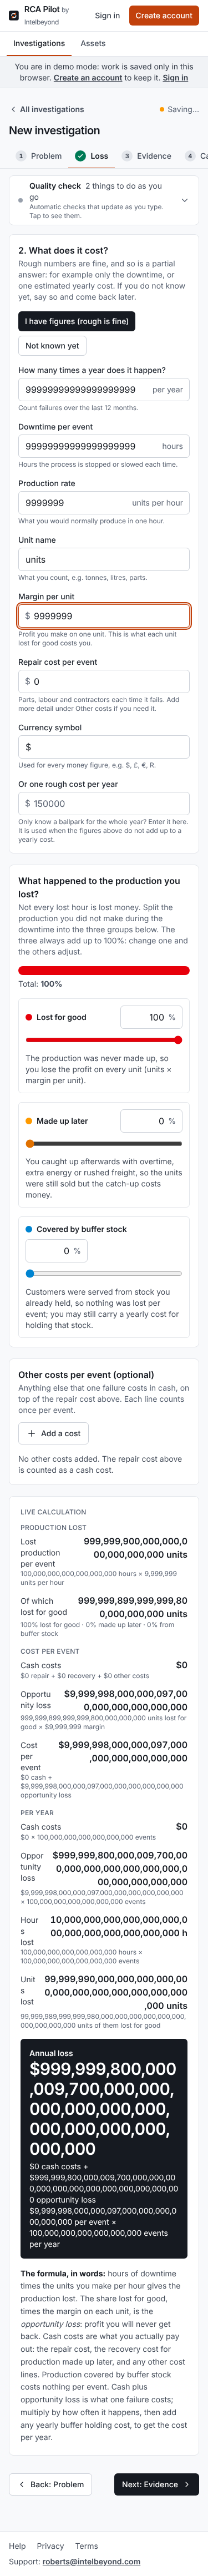 RCA Pilot by
Intelbeyond
Sign in
Create account
Investigations
Assets
You are in demo mode: work is saved only in this
browser. Create an account to keep it. Sign in
All investigations
Saving...
New investigation
1 Problem
Loss
3 Evidence
4 Ca
Quality check 2 things to do as you
go
Automatic checks that update as you type.
Tap to see them.
2. What does it cost?
Rough numbers are fine, and so is a partial
answer: for example only the downtime, or
the estimated yearly cost. If you do not know
yet, say so and come back later.
I have figures (rough is fine)
Not known yet
How many times a year does it happen?
per year
Count failures over the last 12 months.
Downtime per event
hours
Hours the process is stopped or slowed each time.
Production rate
9999999 units per hour
What you would normally produce in one hour.
Unit name
units
What you count, e.g. tonnes, litres, parts.
Margin per unit
$ 9999999
Profit you make on one unit. This is what each unit
lost for good costs you.
Repair cost per event
$ 0
Parts, labour and contractors each time it fails. Add
more detail under Other costs if you need it.
Currency symbol
$
Used for every money figure, e.g. $, £, €, R.
Or one rough cost per year
$ 150000
Only know a ballpark for the whole year? Enter it here.
It is used when the figures above do not add up to a
yearly cost.
What happened to the production you
lost?
Not every lost hour is lost money. Split the
production you did not make during the
downtime into the three groups below. The
three always add up to 100%: change one and
the others adjust.
Total: 100%
Lost for good
100 %
The production was never made up, so
you lose the profit on every unit (units ×
margin per unit).
Made up later
0 %
You caught up afterwards with overtime,
extra energy or rushed freight, so the units
were still sold but the catch-up costs
money.
Covered by buffer stock
0 %
Customers were served from stock you
already held, so nothing was lost per
event; you may still carry a yearly cost for
holding that stock.
Other costs per event (optional)
Anything else that one failure costs in cash, on
top of the repair cost above. Each line counts
once per event.
Add a cost
No other costs added. The repair cost above
is counted as a cash cost.
LIVE CALCULATION
PRODUCTION LOST
Lost
production
per event
999,999,900,000,000,0
00,000,000,000 units
100,000,000,000,000,000,000 hours × 9,999,999
units per hour
Of which
lost for good
999,999,899,999,999,80
0,000,000,000 units
100% lost for good · 0% made up later · 0% from
buffer stock
COST PER EVENT
Cash costs
$0
$0 repair + $0 recovery + $0 other costs
Opportu
nity loss
$9,999,998,000,000,097,00
0,000,000,000,000,000,000
999,999,899,999,999,800,000,000,000 units lost for
good × $9,999,999 margin
Cost
per
event
$9,999,998,000,000,097,000
,000,000,000,000,000,000
$0 cash +
$9,999,998,000,000,097,000,000,000,000,000,000
opportunity loss
PER YEAR
Cash costs
$0
$0 × 100,000,000,000,000,000,000 events
Oppor
tunity
loss
$999,999,800,000,009,700,00
0,000,000,000,000,000,000,0
00,000,000,000,000,000
$9,999,998,000,000,097,000,000,000,000,000,000
× 100,000,000,000,000,000,000 events
Hour
s
lost
10,000,000,000,000,000,000,0
00,000,000,000,000,000,000 h
100,000,000,000,000,000,000 hours ×
100,000,000,000,000,000,000 events
Unit
s
lost
99,999,990,000,000,000,000,00
0,000,000,000,000,000,000,000
,000 units
of them lost for good
Annual loss
$999,999,800,000
,009,700,000,000,
000,000,000,000,
000,000,000,000,
000,000
$0 cash costs +
$999,999,800,000,009,700,000,000,00
0,000,000,000,000,000,000,000,000,00
0 opportunity loss
$9,999,998,000,000,097,000,000,000,0
00,000,000 per event ×
100,000,000,000,000,000,000 events
per year
The formula, in words: hours of downtime
times the units you make per hour gives the
production lost. The share lost for good,
times the margin on each unit, is the
opportunity loss: profit you will never get
back. Cash costs are what you actually pay
out: the repair cost, the recovery cost for
production made up later, and any other cost
lines. Production covered by buffer stock
costs nothing per event. Cash plus
opportunity loss is what one failure costs;
multiply by how often it happens, then add
any yearly buffer holding cost, to get the cost
per year.
Back: Problem
Next: Evidence
Help
Privacy
Terms
Support: roberts@intelbeyond.com